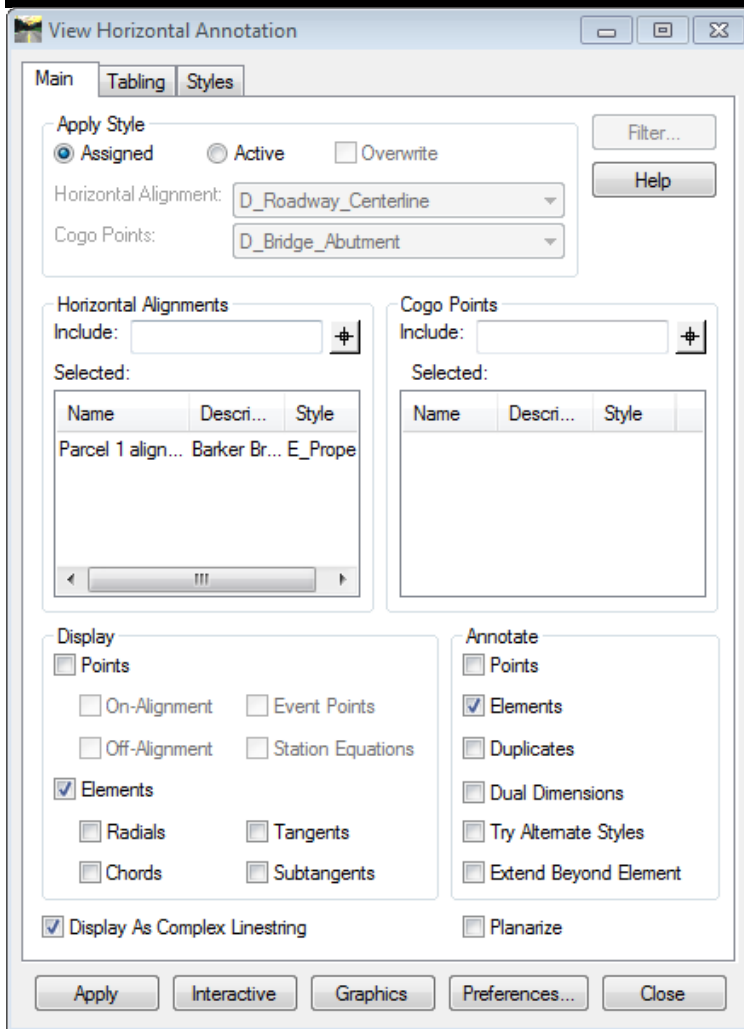 View Horizontal Annotation
Main Tabling Styles
Apply Style
Assigned Active Overwrite
Filter...
Help
Horizontal Alignment: D_Roadway_Centerline
Cogo Points: D_Bridge_Abutment
Horizontal Alignments
Include:
Selected:
Name Descri... Style
Parcel 1 align... Barker Br... E_Prope
Cogo Points
Include:
Selected:
Name Descri... Style
Display
Points
On-Alignment Event Points
Off-Alignment Station Equations
Elements
Radials Tangents
Chords Subtangents
Annotate
Points
Elements
Duplicates
Dual Dimensions
Try Alternate Styles
Extend Beyond Element
Display As Complex Linestring
Planarize
Apply Interactive Graphics Preferences... Close